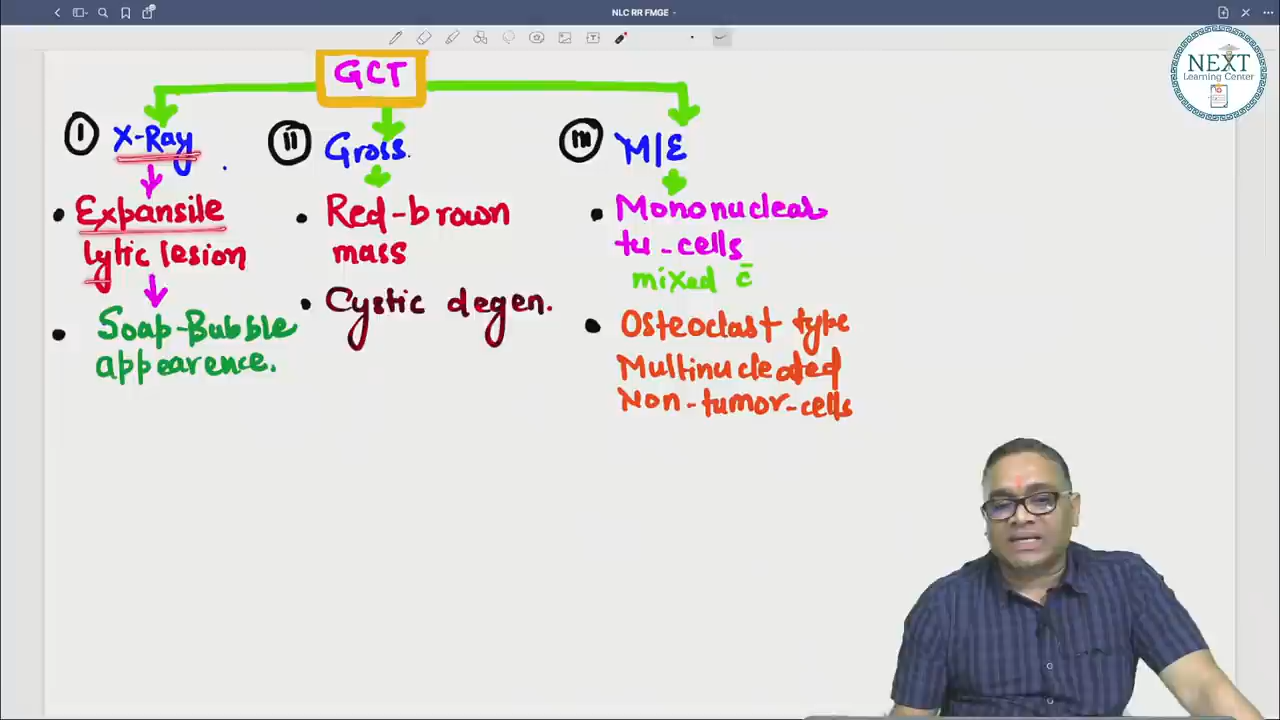 NLC RR FMGE
NEXT
Learning Center
GCT
I X-Ray
Expansile
lytic lesion
Soap-Bubble
appearence.
II Gross.
Red-brown
mass
Cystic degen.
III M/E
Mononuclear
tu-cells
mixed c̄
Osteoclast type
Multinucleated
Non-tumor-cells